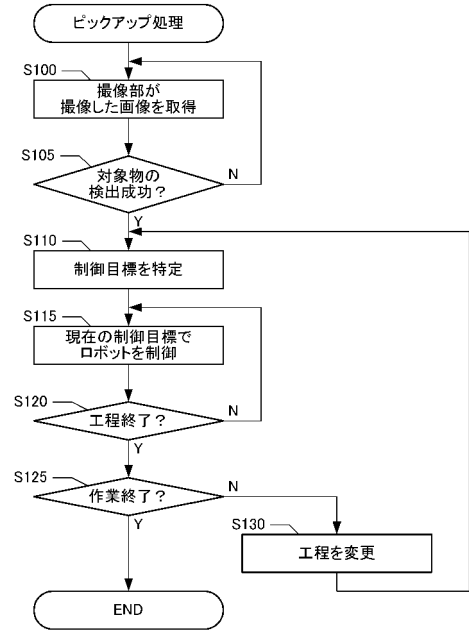 ピックアップ処理
S100
撮像部が
撮像した画像を取得
S105
対象物の
検出成功？
N
Y
S110
制御目標を特定
S115
現在の制御目標で
ロボットを制御
S120
工程終了？
N
Y
S125
作業終了？
N
Y
S130
工程を変更
END